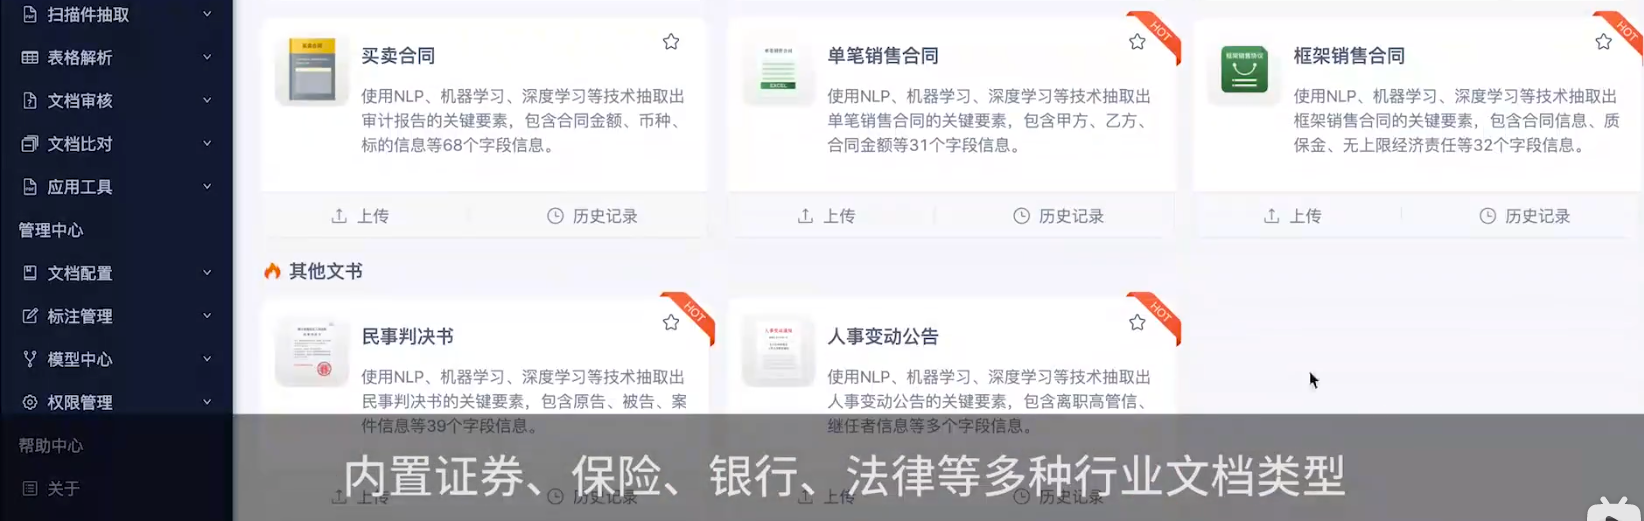 扫描件抽取
表格解析
文档审核
文档比对
应用工具
管理中心
文档配置
标注管理
模型中心
权限管理
帮助中心
关于
买卖合同
买卖合同
使用NLP、机器学习、深度学习等技术抽取出
审计报告的关键要素，包含合同金额、币种、
标的信息等68个字段信息。
上传
历史记录
HOT
单笔销售合同
EXCEL
单笔销售合同
使用NLP、机器学习、深度学习等技术抽取出
单笔销售合同的关键要素，包含甲方、乙方、
合同金额等31个字段信息。
上传
历史记录
HOT
框架销售协议
框架销售合同
使用NLP、机器学习、深度学习等技术抽取出
框架销售合同的关键要素，包含合同信息、质
保金、无上限经济责任等32个字段信息。
上传
历史记录
其他文书
HOT
民事判决书
使用NLP、机器学习、深度学习等技术抽取出
民事判决书的关键要素，包含原告、被告、案
件信息等39个字段信息。
上传
历史记录
HOT
人事变动公告
使用NLP、机器学习、深度学习等技术抽取出
人事变动公告的关键要素，包含离职高管信、
继任者信息等多个字段信息。
上传
历史记录
内置证券、保险、银行、法律等多种行业文档类型